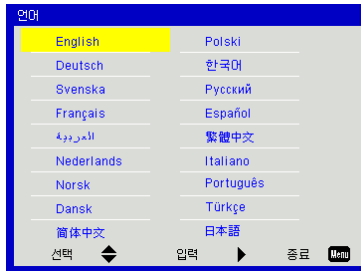 언어
English Polski
Deutsch 한국어
Svenska Русский
Français Español
العربية 繁體中文
Nederlands Italiano
Norsk Português
Dansk Türkçe
简体中文 日本語
선택 입력 종료 Menu